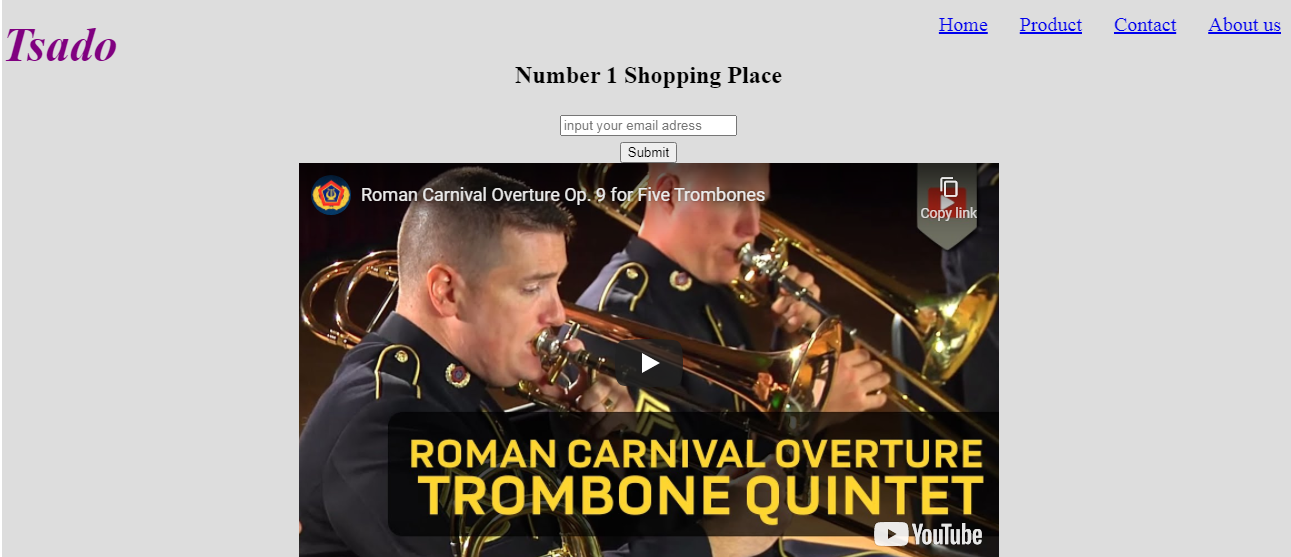 Tsado
Home Product Contact About us
Number 1 Shopping Place
input your email adress
Submit
Roman Carnival Overture Op. 9 for Five Trombones
Copy link
ROMAN CARNIVAL OVERTURE
TROMBONE QUINTET
YouTube